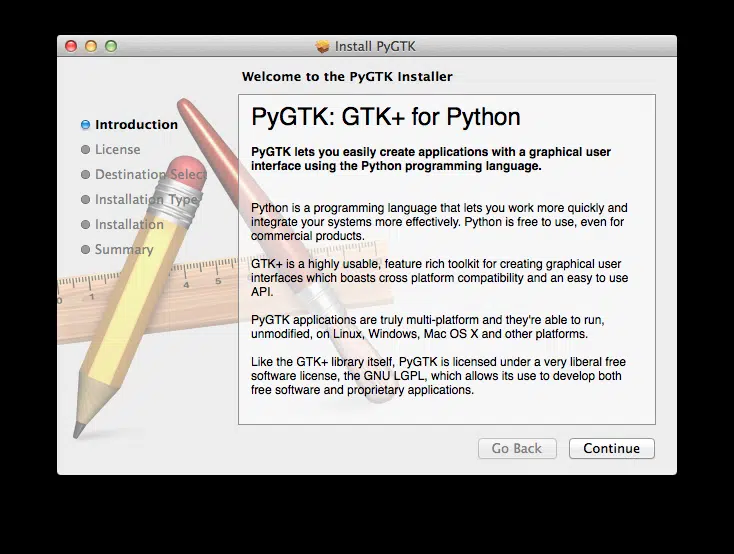 Install PyGTK
Welcome to the PyGTK Installer
Introduction
License
Destination Select
Installation Type
Installation
Summary
0 1 4 5
PyGTK: GTK+ for Python
PyGTK lets you easily create applications with a graphical user
interface using the Python programming language.
Python is a programming language that lets you work more quickly and
integrate your systems more effectively. Python is free to use, even for
commercial products.
GTK+ is a highly usable, feature rich toolkit for creating graphical user
interfaces which boasts cross platform compatibility and an easy to use
API.
PyGTK applications are truly multi-platform and they're able to run,
unmodified, on Linux, Windows, Mac OS X and other platforms.
Like the GTK+ library itself, PyGTK is licensed under a very liberal free
software license, the GNU LGPL, which allows its use to develop both
free software and proprietary applications.
Go Back
Continue